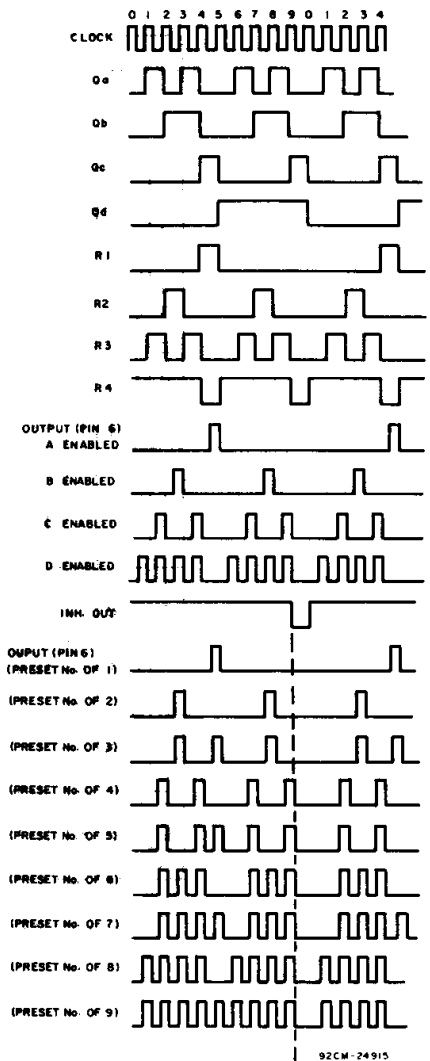 0 1 2 3 4 5 6 7 8 9 0 1 2 3 4
CLOCK
Qa
Qb
Qc
Qd
R1
R2
R3
R4
OUTPUT (PIN 6)
A ENABLED
B ENABLED
C ENABLED
D ENABLED
INH. OUT
OUPUT (PIN 6)
(PRESET No. OF 1)
(PRESET No. OF 2)
(PRESET No. OF 3)
(PRESET No. OF 4)
(PRESET No. OF 5)
(PRESET No. OF 6)
(PRESET No. OF 7)
(PRESET No. OF 8)
(PRESET No. OF 9)
92CM-24915